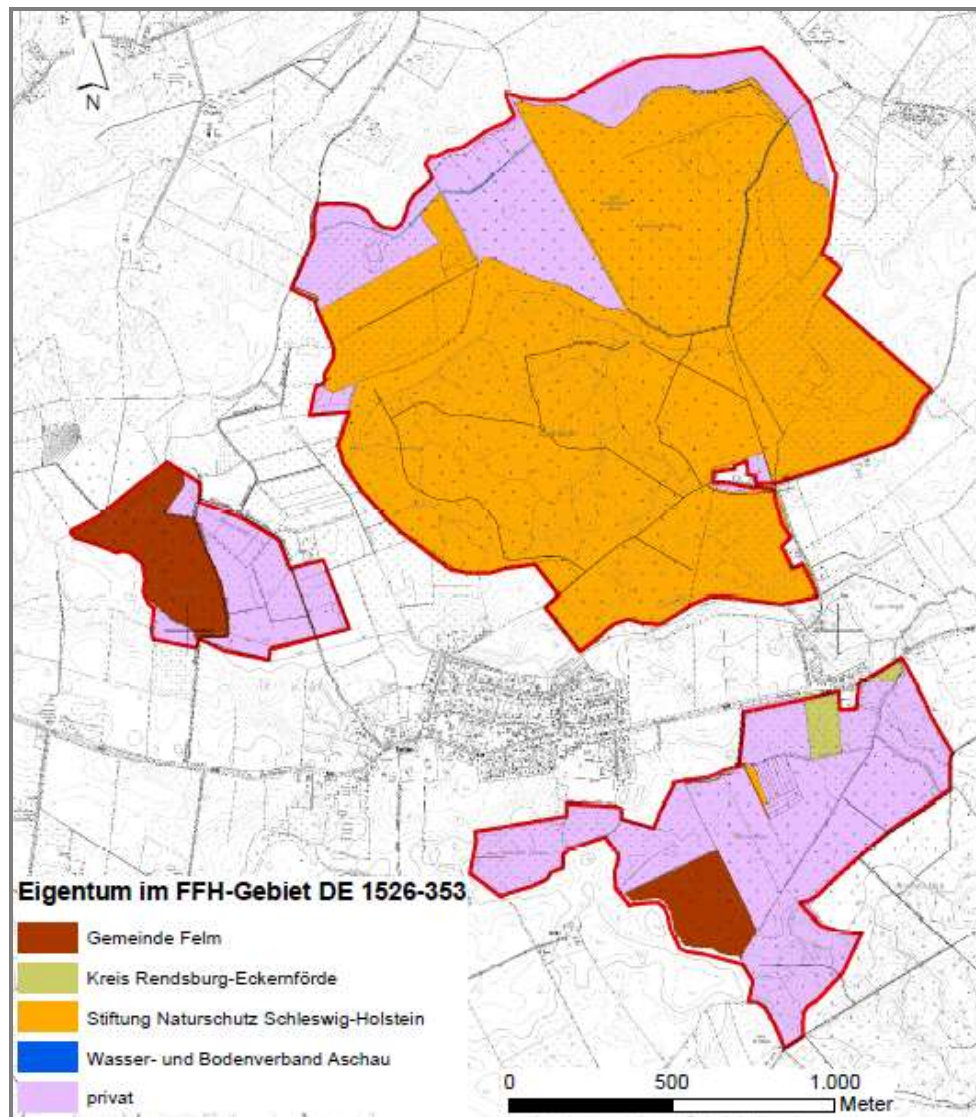 N
Eigentum im FFH-Gebiet DE 1526-353
Gemeinde Felm
Kreis Rendsburg-Eckernförde
Stiftung Naturschutz Schleswig-Holstein
Wasser- und Bodenverband Aschau
privat
0 500 1.000
Meter